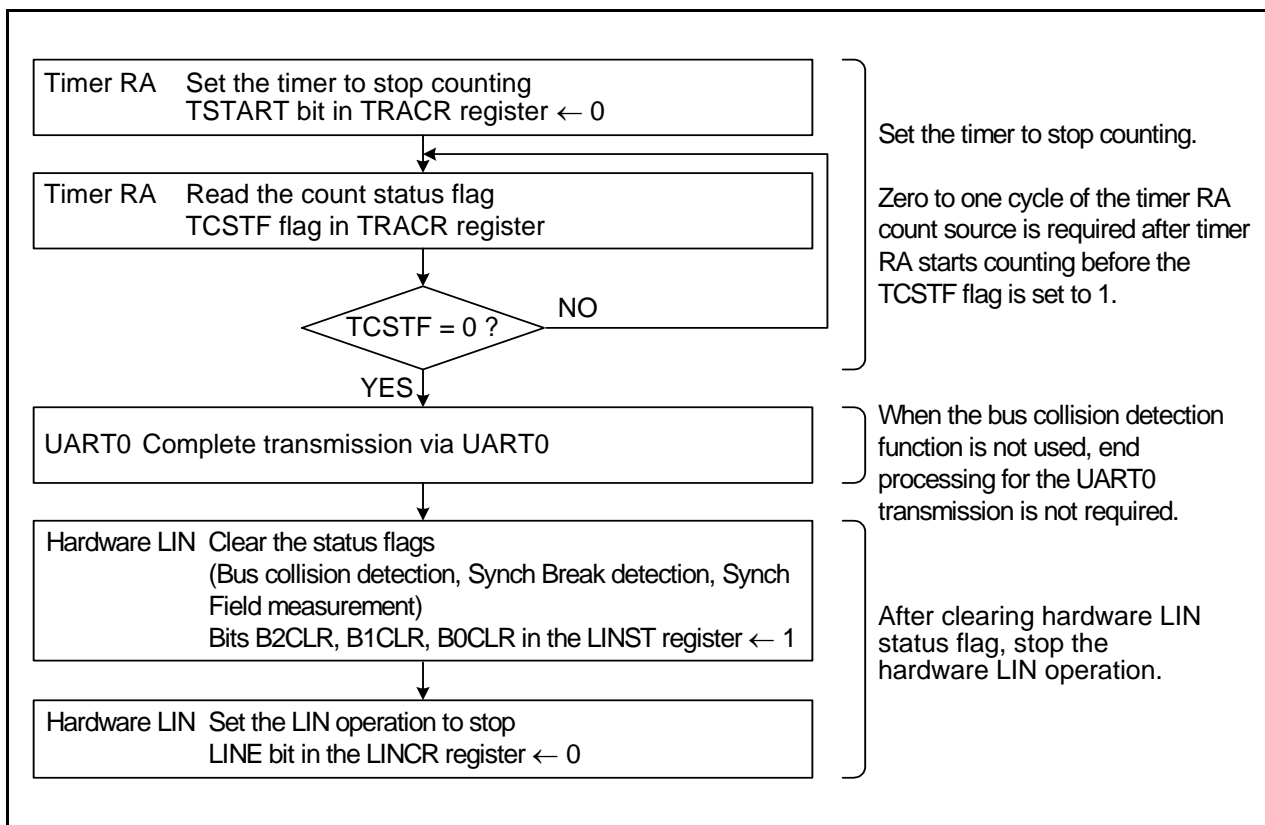 Timer RA Set the timer to stop counting
TSTART bit in TRACR register ← 0
Timer RA Read the count status flag
TCSTF flag in TRACR register
TCSTF = 0 ?
NO
YES
Set the timer to stop counting.
Zero to one cycle of the timer RA
count source is required after timer
RA starts counting before the
TCSTF flag is set to 1.
UART0 Complete transmission via UART0
When the bus collision detection
function is not used, end
processing for the UART0
transmission is not required.
Hardware LIN Clear the status flags
(Bus collision detection, Synch Break detection, Synch
Field measurement)
Bits B2CLR, B1CLR, B0CLR in the LINST register ← 1
Hardware LIN Set the LIN operation to stop
LINE bit in the LINCR register ← 0
After clearing hardware LIN
status flag, stop the
hardware LIN operation.